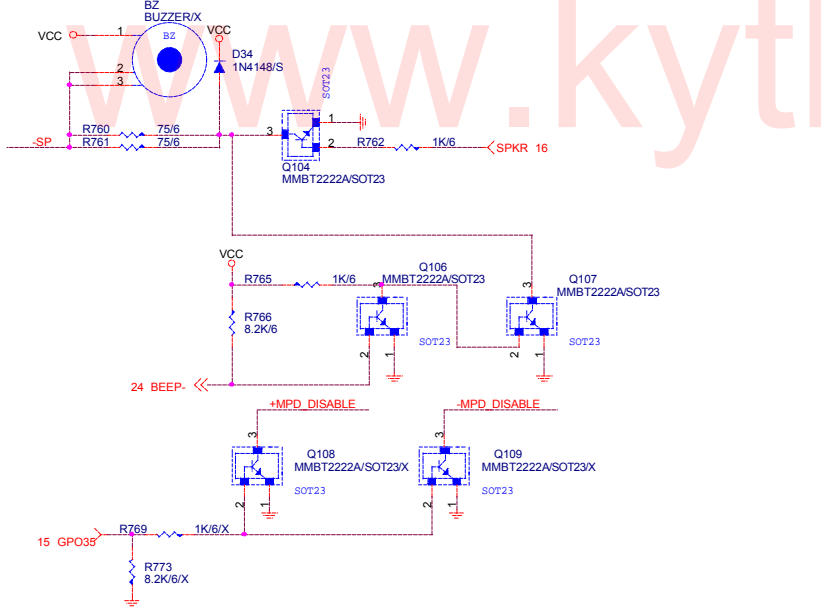 www.kytl
BZ
BUZZER/X
VCC
1
BZ
VCC
2
3
D34
1N4148/S
SOT23
-SP
R760 75/6
R761 75/6
3
1
2
R762 1K/6
SPKR 16
Q104
MMBT2222A/SOT23
VCC
R765 1K/6
3
Q106
MMBT2222A/SOT23
3
Q107
MMBT2222A/SOT23
R766
8.2K/6
SOT23
SOT23
2
1
2
1
24 BEEP-
+MPD_DISABLE
-MPD_DISABLE
3
Q108
MMBT2222A/SOT23/X
SOT23
3
Q109
MMBT2222A/SOT23/X
SOT23
2
1
2
1
15 GPO35
R769 1K/6/X
R773
8.2K/6/X